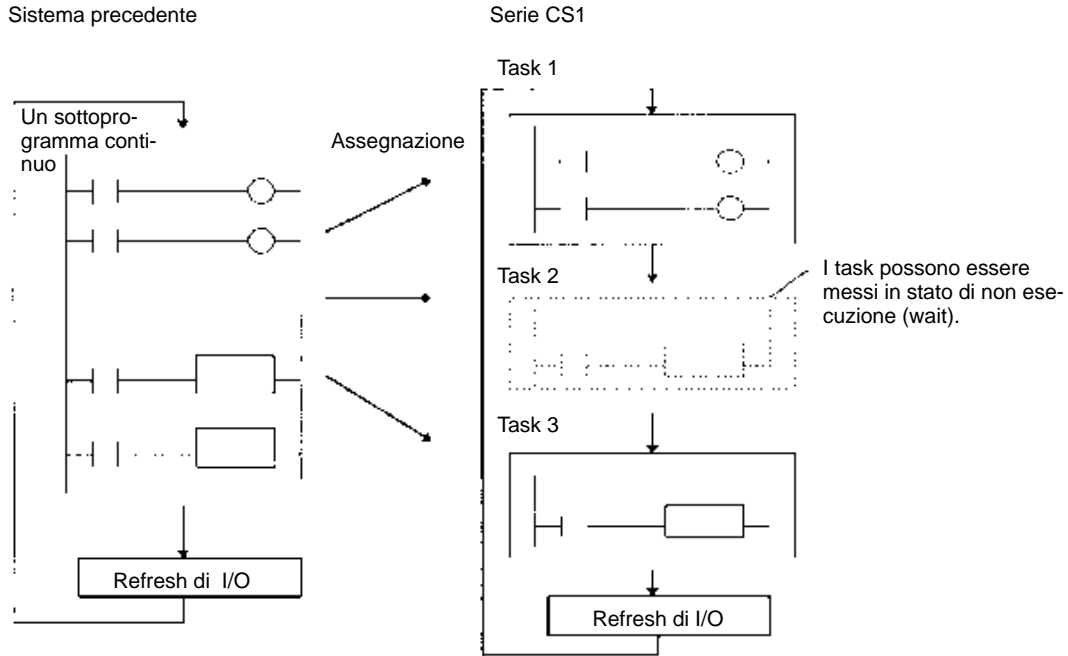 Sistema precedente
Serie CS1
Task 1
Un sottopro-
gramma conti-
nuo
Assegnazione
Task 2
I task possono essere
messi in stato di non ese-
cuzione (wait).
Task 3
Refresh di I/O
Refresh di I/O